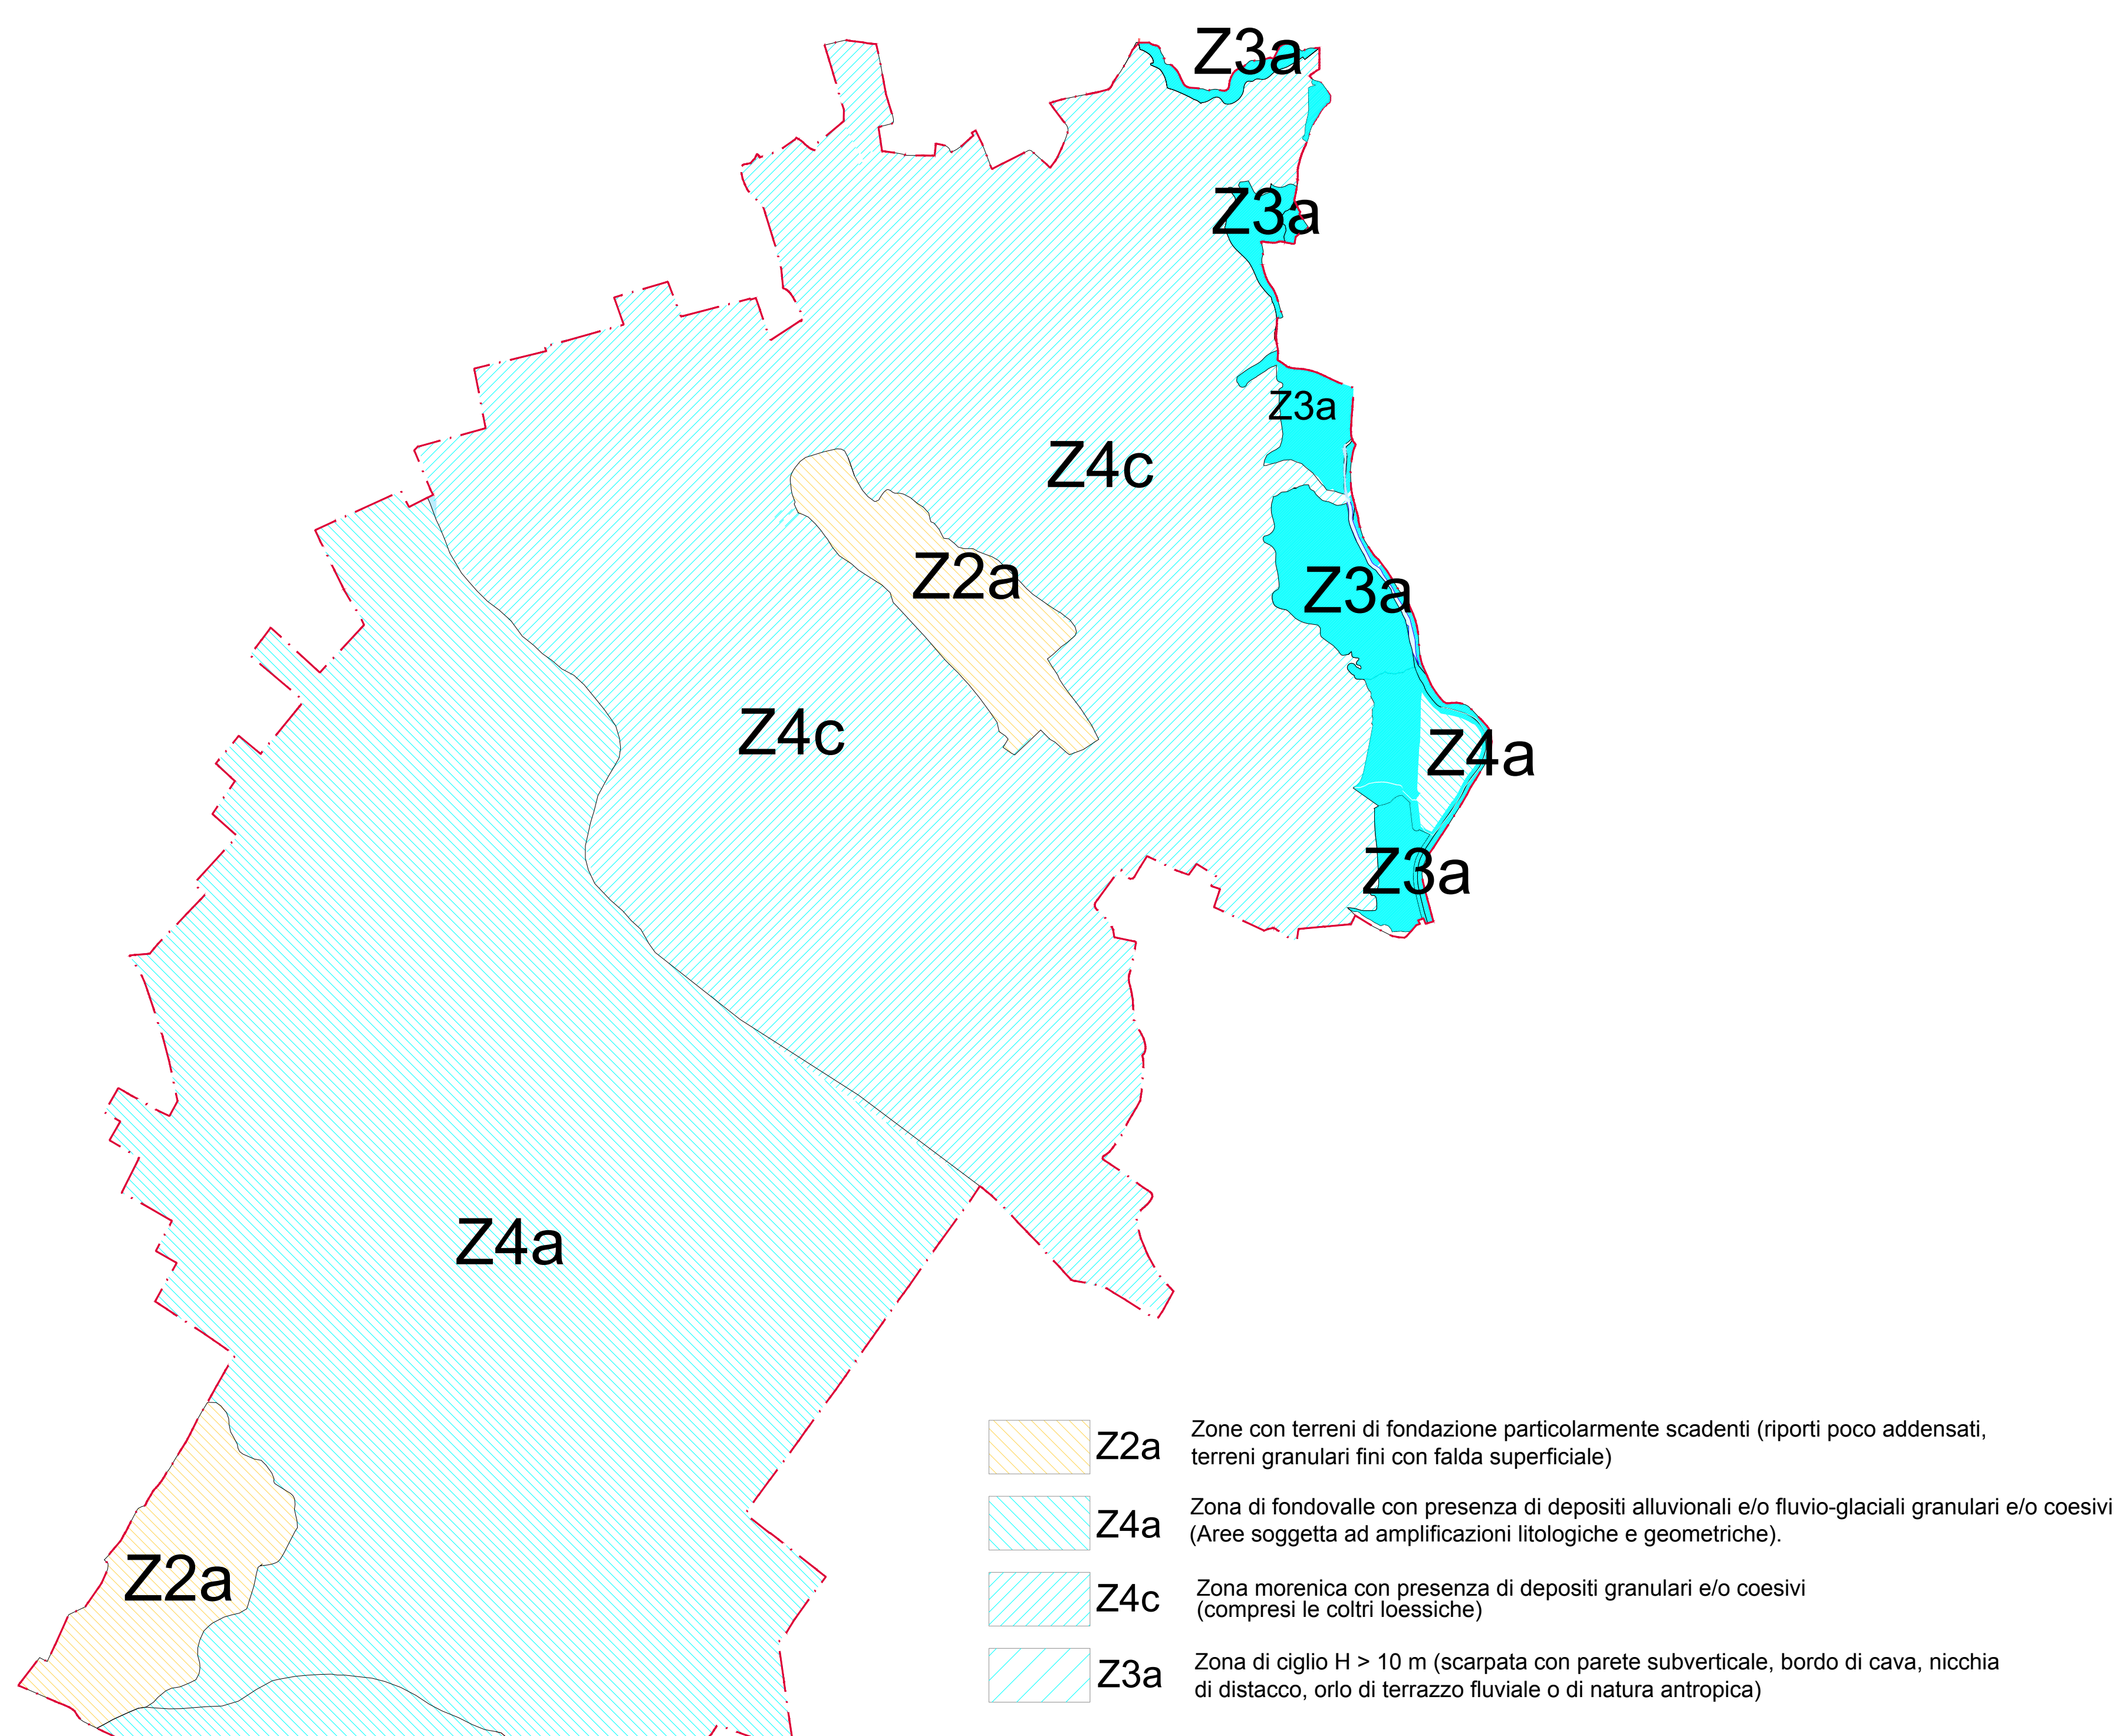 Z3a
Z3a
Z3a
Z4c
Z2a
Z3a
Z4c
Z4a
Z3a
Z4a
Z2a
Z2a Zone con terreni di fondazione particolarmente scadenti (riporti poco addensati,
terreni granulari fini con falda superficiale)
Z4a Zona di fondovalle con presenza di depositi alluvionali e/o fluvio-glaciali granulari e/o coesivi
(Aree soggetta ad amplificazioni litologiche e geometriche).
Z4c Zona morenica con presenza di depositi granulari e/o coesivi
(compresi le coltri loessiche)
Z3a Zona di ciglio H > 10 m (scarpata con parete subverticale, bordo di cava, nicchia
di distacco, orlo di terrazzo fluviale o di natura antropica)